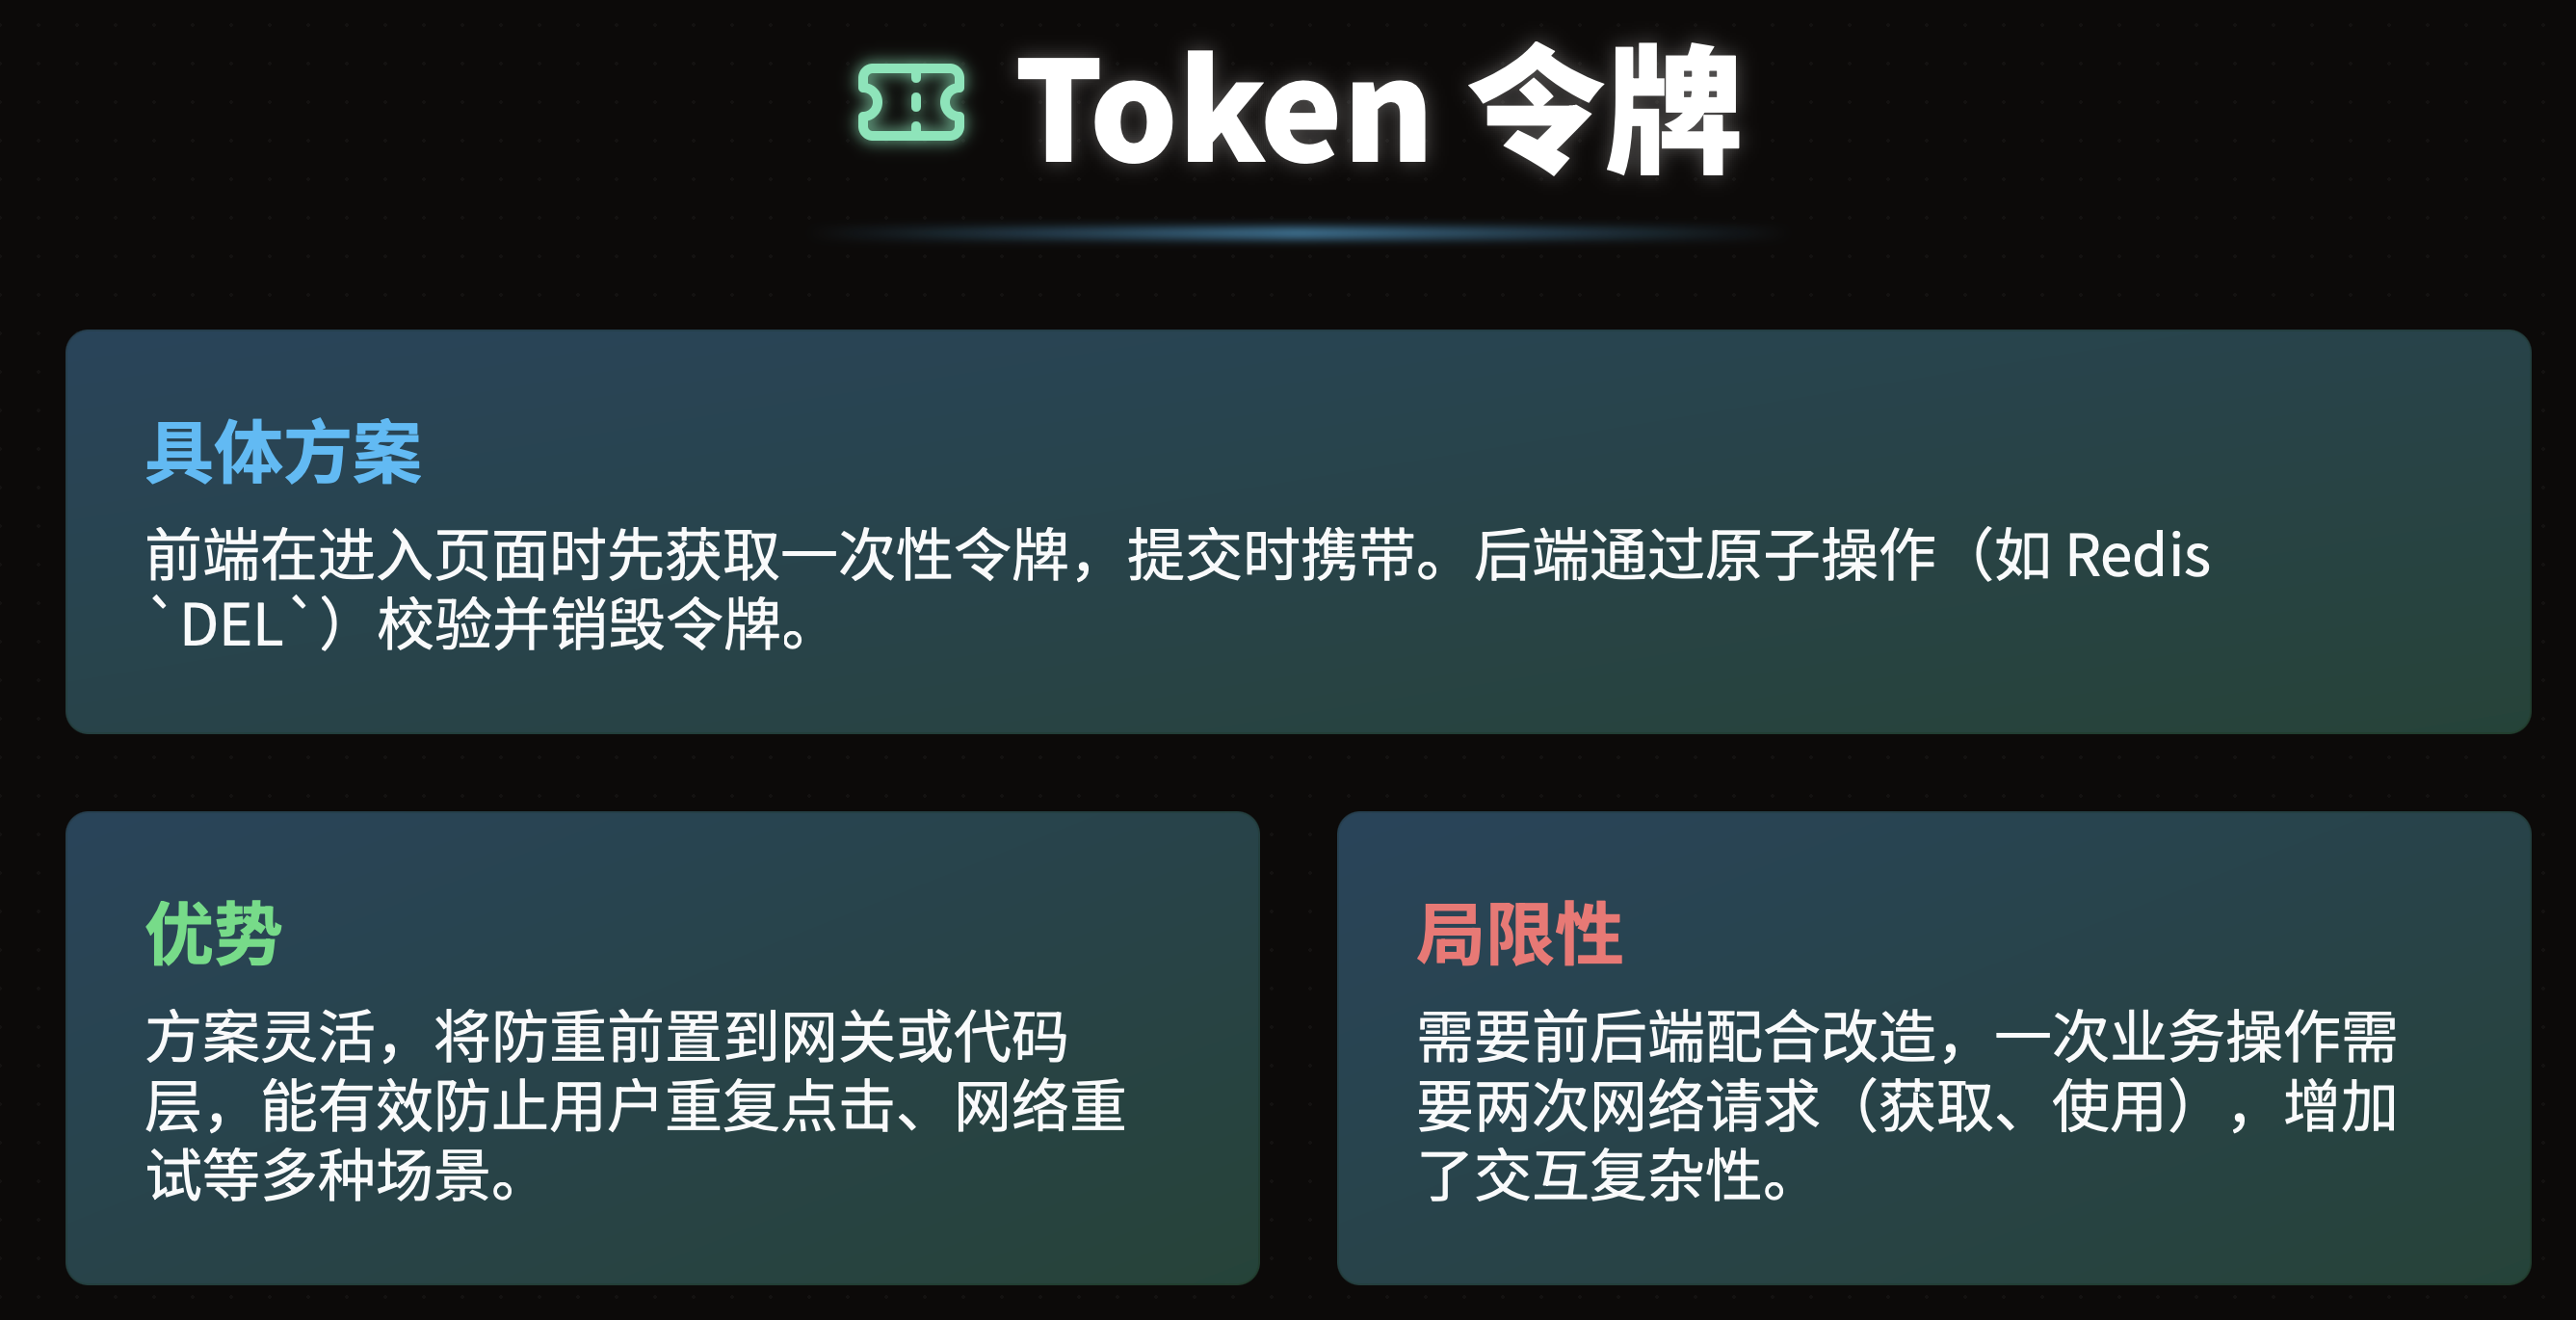 Token 令牌
具体方案
前端在进入页面时先获取一次性令牌，提交时携带。后端通过原子操作（如 Redis
`DEL`）校验并销毁令牌。
优势
方案灵活，将防重前置到网关或代码
层，能有效防止用户重复点击、网络重
试等多种场景。
局限性
需要前后端配合改造，一次业务操作需
要两次网络请求（获取、使用），增加
了交互复杂性。